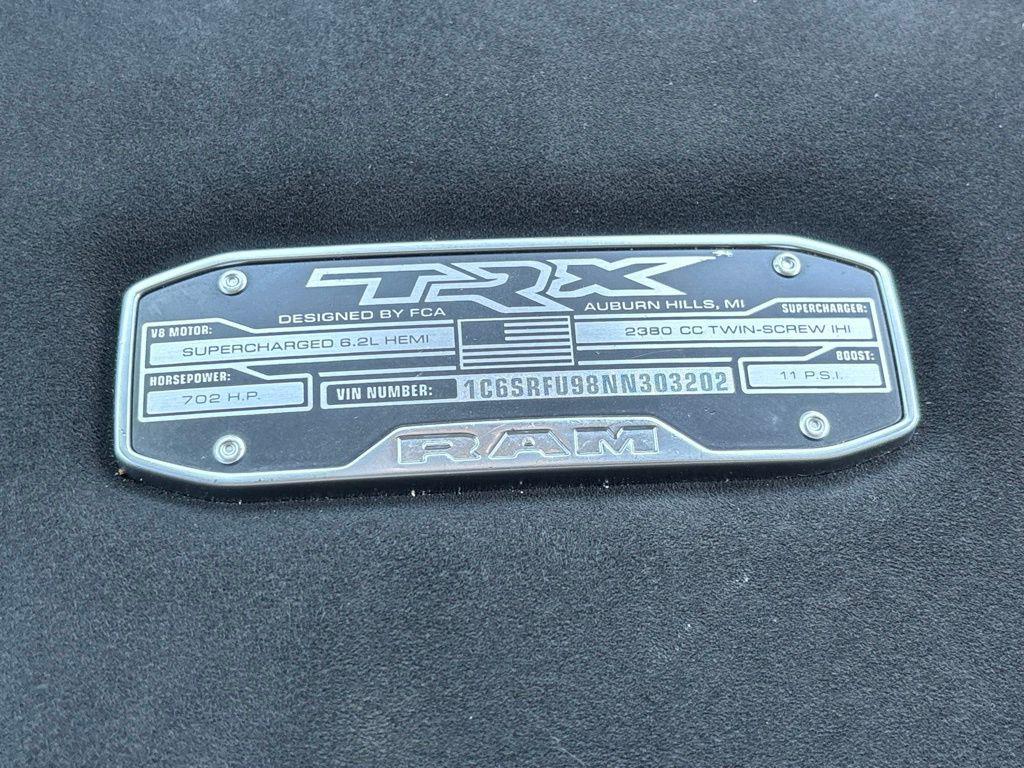 TRX
DESIGNED BY FCA
AUBURN HILLS, MI
V8 MOTOR:
SUPERCHARGED 6.2L HEMI
SUPERCHARGER:
2380 CC TWIN-SCREW IHI
HORSEPOWER:
702 H.P.
VIN NUMBER: 1C6SRFU98NN303202
BOOST:
11 P.S.I.
RAM